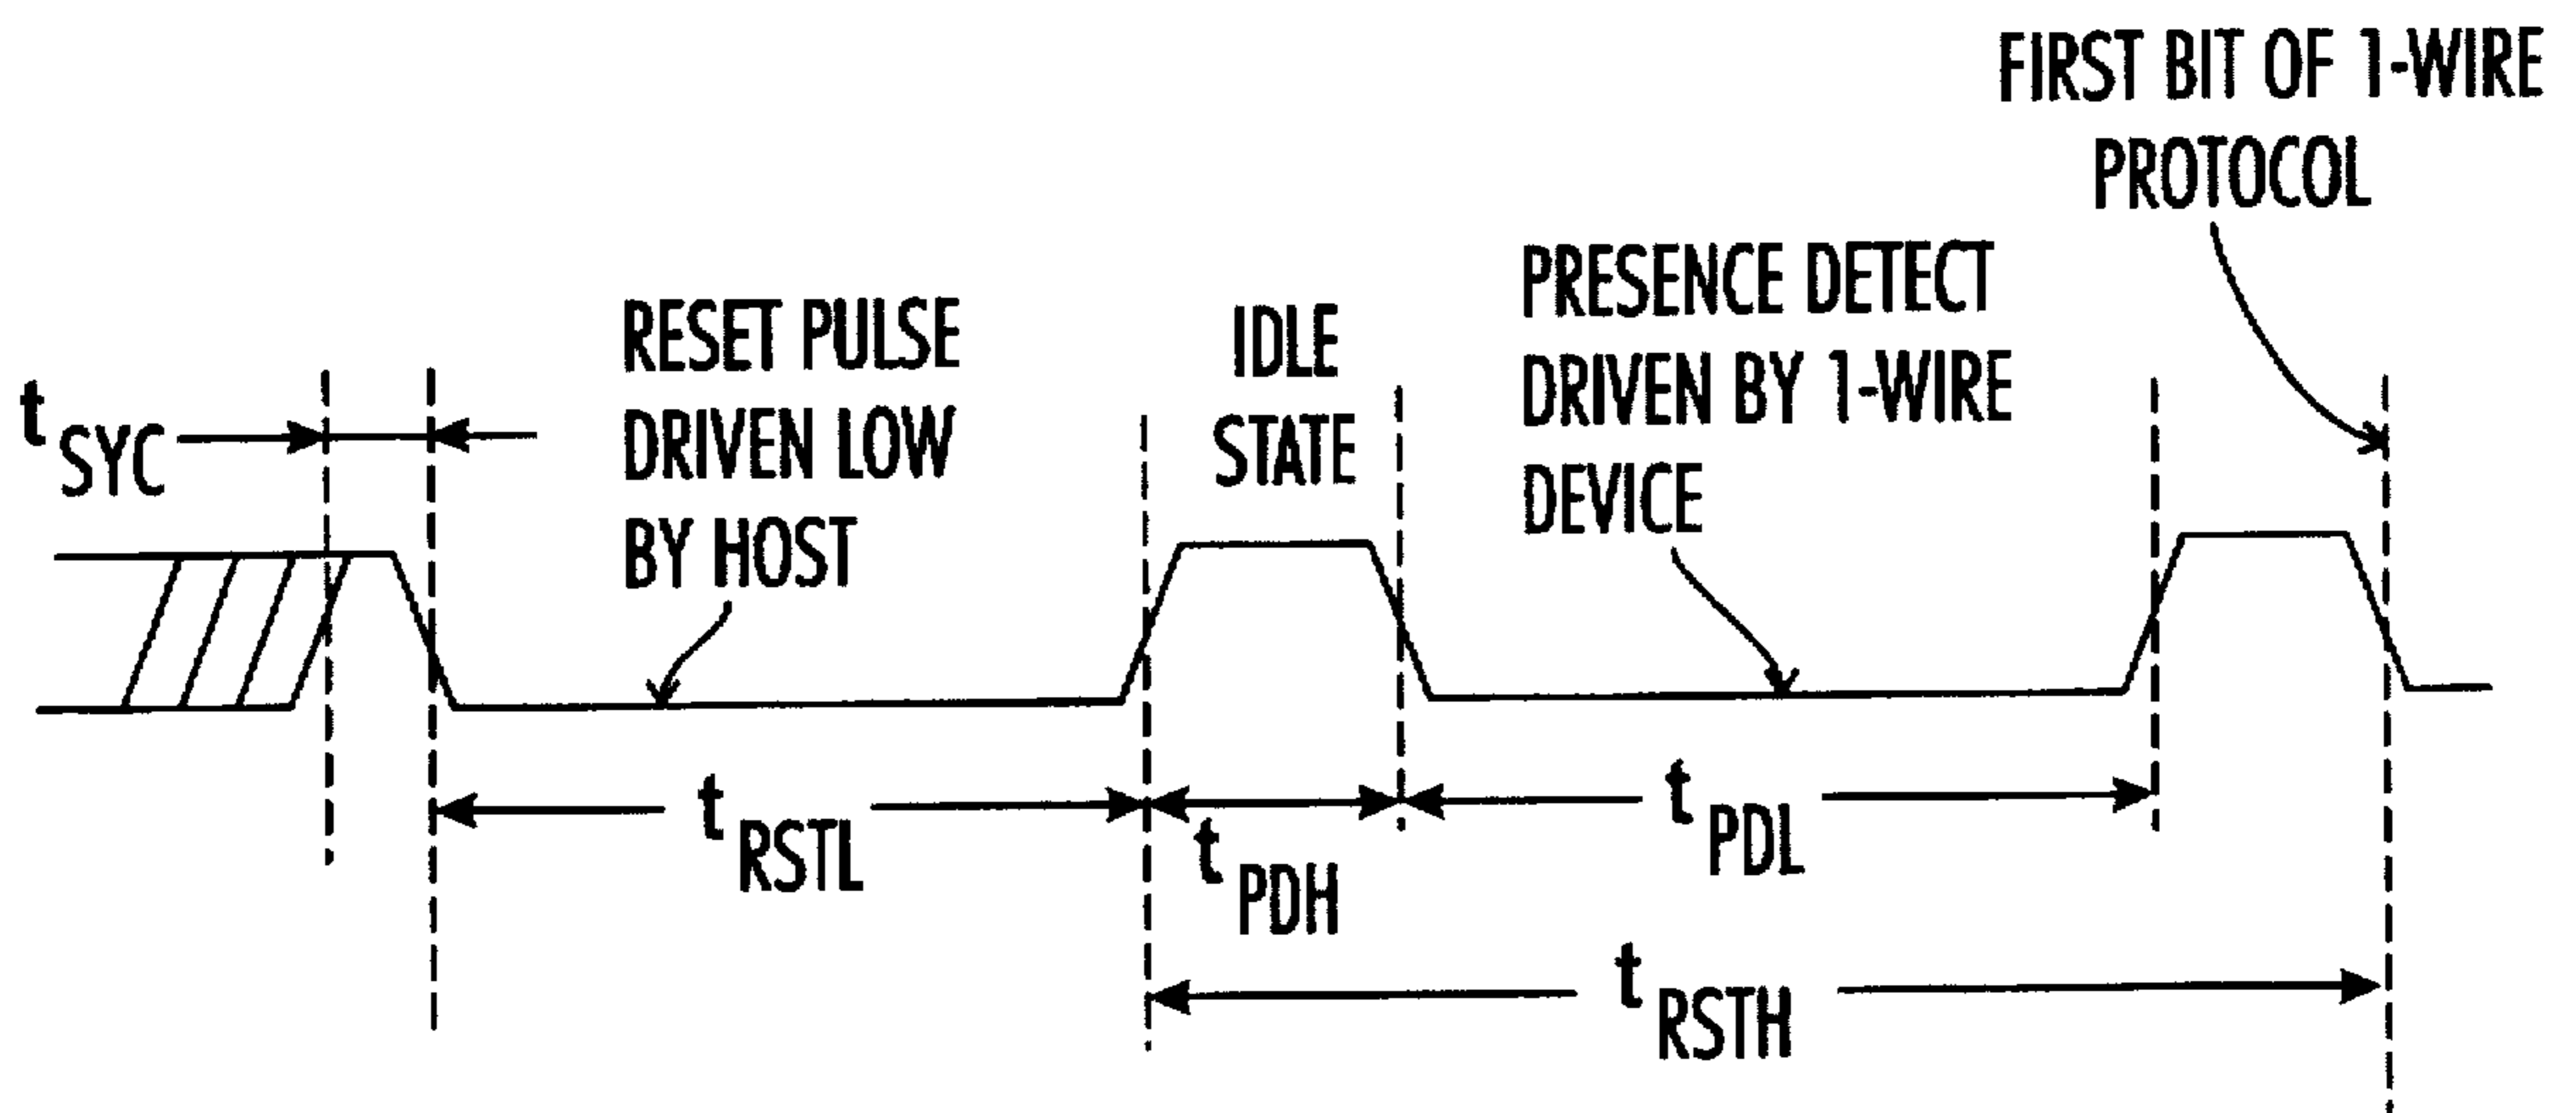 FIRST BIT OF 1-WIRE
PROTOCOL
PRESENCE DETECT
DRIVEN BY 1-WIRE
DEVICE
IDLE
STATE
RESET PULSE
DRIVEN LOW
BY HOST
tSYC
tRSTL
tPDH
tPDL
tRSTH